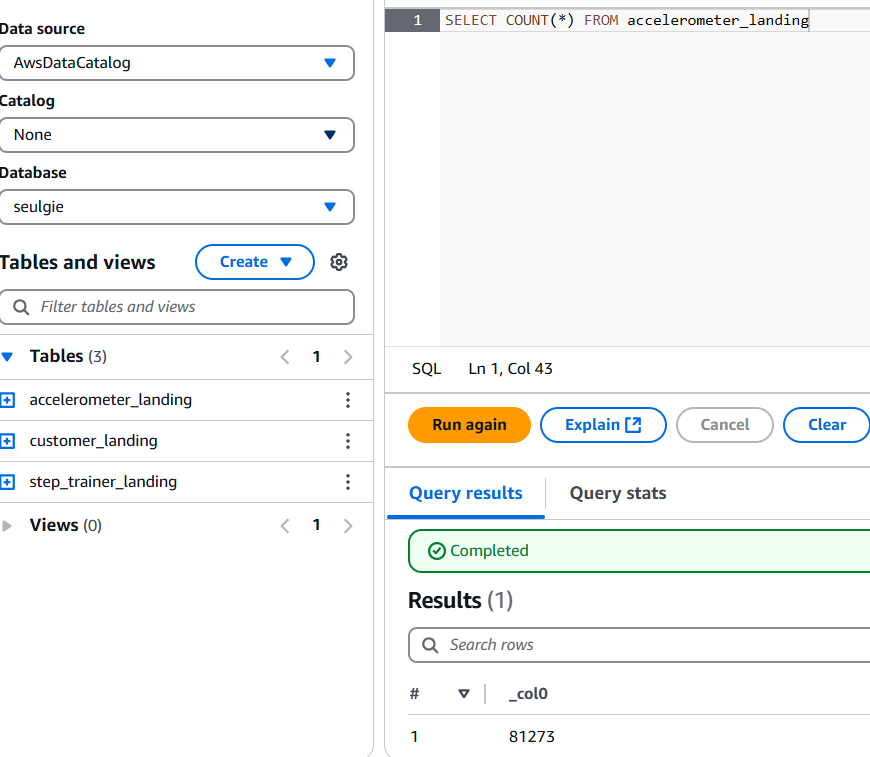 Data source
AwsDataCatalog
Catalog
None
Database
seulgie
Tables and views
Create
Filter tables and views
Tables (3)
1
accelerometer_landing
customer_landing
step_trainer_landing
Views (0)
1
1 SELECT COUNT(*) FROM accelerometer_landing
SQL Ln 1, Col 43
Run again Explain Cancel Clear
Query results Query stats
Completed
Results (1)
Search rows
# _col0
1 81273